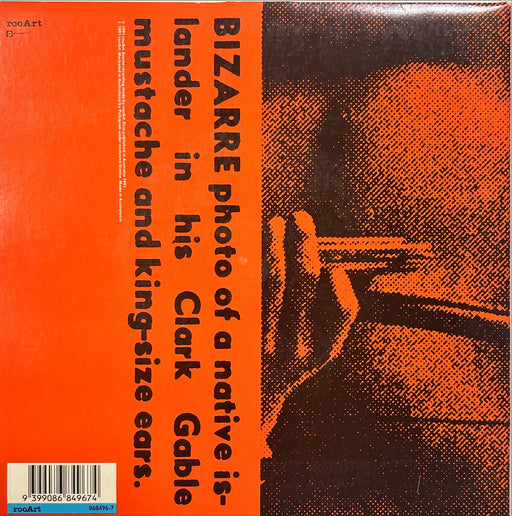 rooArt
BIZARRE photo of a native is-
lander in his Clark Gable
mustache and king-size ears.
9 399086 849674
rooArt 868496-7